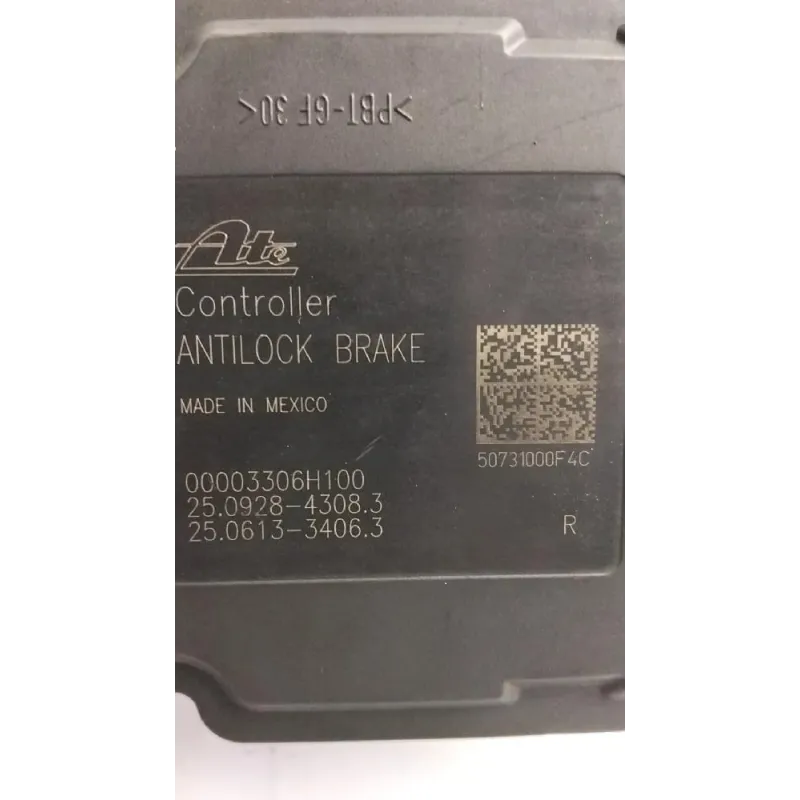 >PBT-GF 30<
Ate
Controller
ANTILOCK BRAKE
MADE IN MEXICO
50731000F4C
00003306H100
25.0928-4308.3
25.0613-3406.3
R